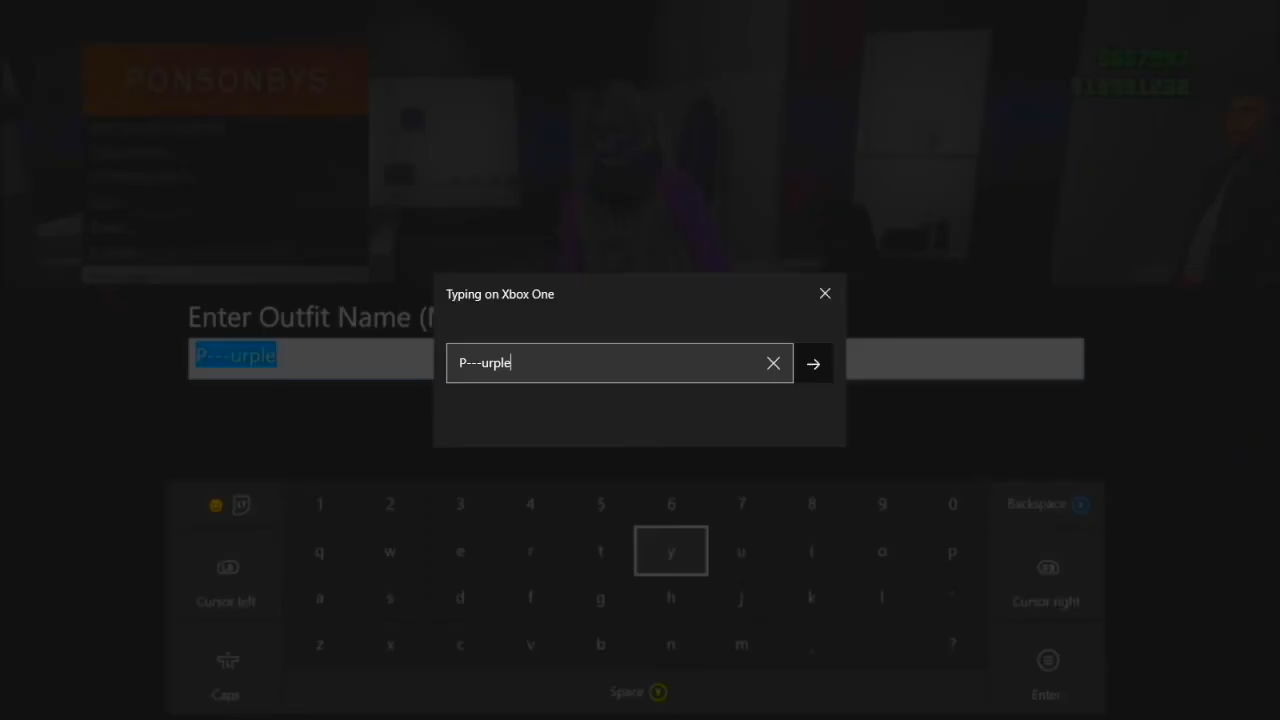 PONSONBYS
Typing on Xbox One
Enter Outfit Name (
P---urple
P---urple
1 2 3 4 5 6 7 8 9 0 Backspace
q w e r t y u i o p
Cursor left a s d f g h j k l ' Cursor right
z x c v b n m , ?
Caps Space Y Enter